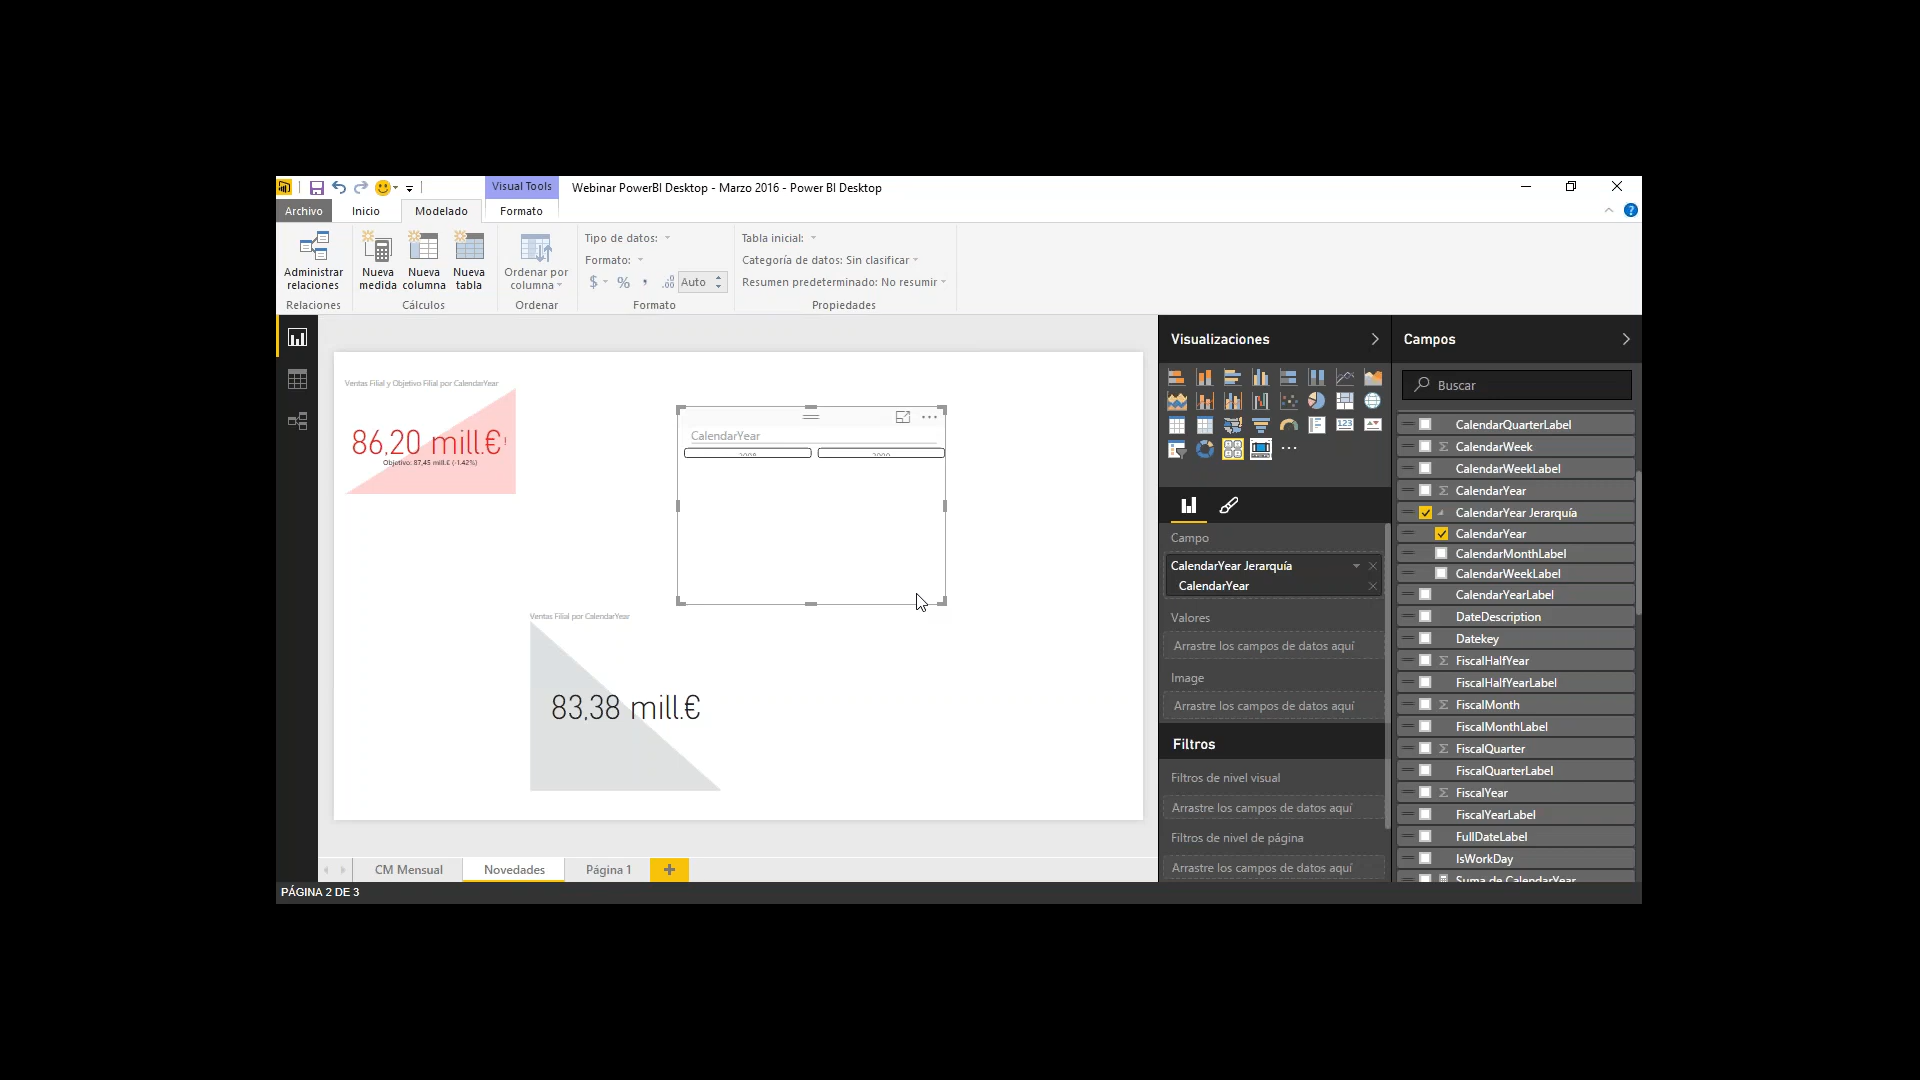 Visual Tools
Webinar PowerBI Desktop - Marzo 2016 - Power BI Desktop
Archivo
Inicio
Modelado
Formato
Administrar relaciones
Nueva medida
Nueva columna
Nueva tabla
Ordenar por columna
Tipo de datos:
Formato:
$ % , .00 Auto
Tabla inicial:
Categoría de datos: Sin clasificar
Resumen predeterminado: No resumir
Relaciones
Cálculos
Ordenar
Formato
Propiedades
Ventas Filial y Objetivo Filial por CalendarYear
86,20 mill.€!
Objetivo: 87,45 mill.€ (-1.42%)
CalendarYear
Ventas Filial por CalendarYear
83,38 mill.€
Visualizaciones
123
Campo
CalendarYear Jerarquía
CalendarYear
Valores
Arrastre los campos de datos aquí
Image
Arrastre los campos de datos aquí
Filtros
Filtros de nivel visual
Arrastre los campos de datos aquí
Filtros de nivel de página
Arrastre los campos de datos aquí
Campos
Buscar
CalendarQuarterLabel
CalendarWeek
CalendarWeekLabel
CalendarYear
CalendarYear Jerarquía
CalendarYear
CalendarMonthLabel
CalendarWeekLabel
CalendarYearLabel
DateDescription
Datekey
FiscalHalfYear
FiscalHalfYearLabel
FiscalMonth
FiscalMonthLabel
FiscalQuarter
FiscalQuarterLabel
FiscalYear
FiscalYearLabel
FullDateLabel
IsWorkDay
Suma de CalendarYear
CM Mensual
Novedades
Página 1
PÁGINA 2 DE 3